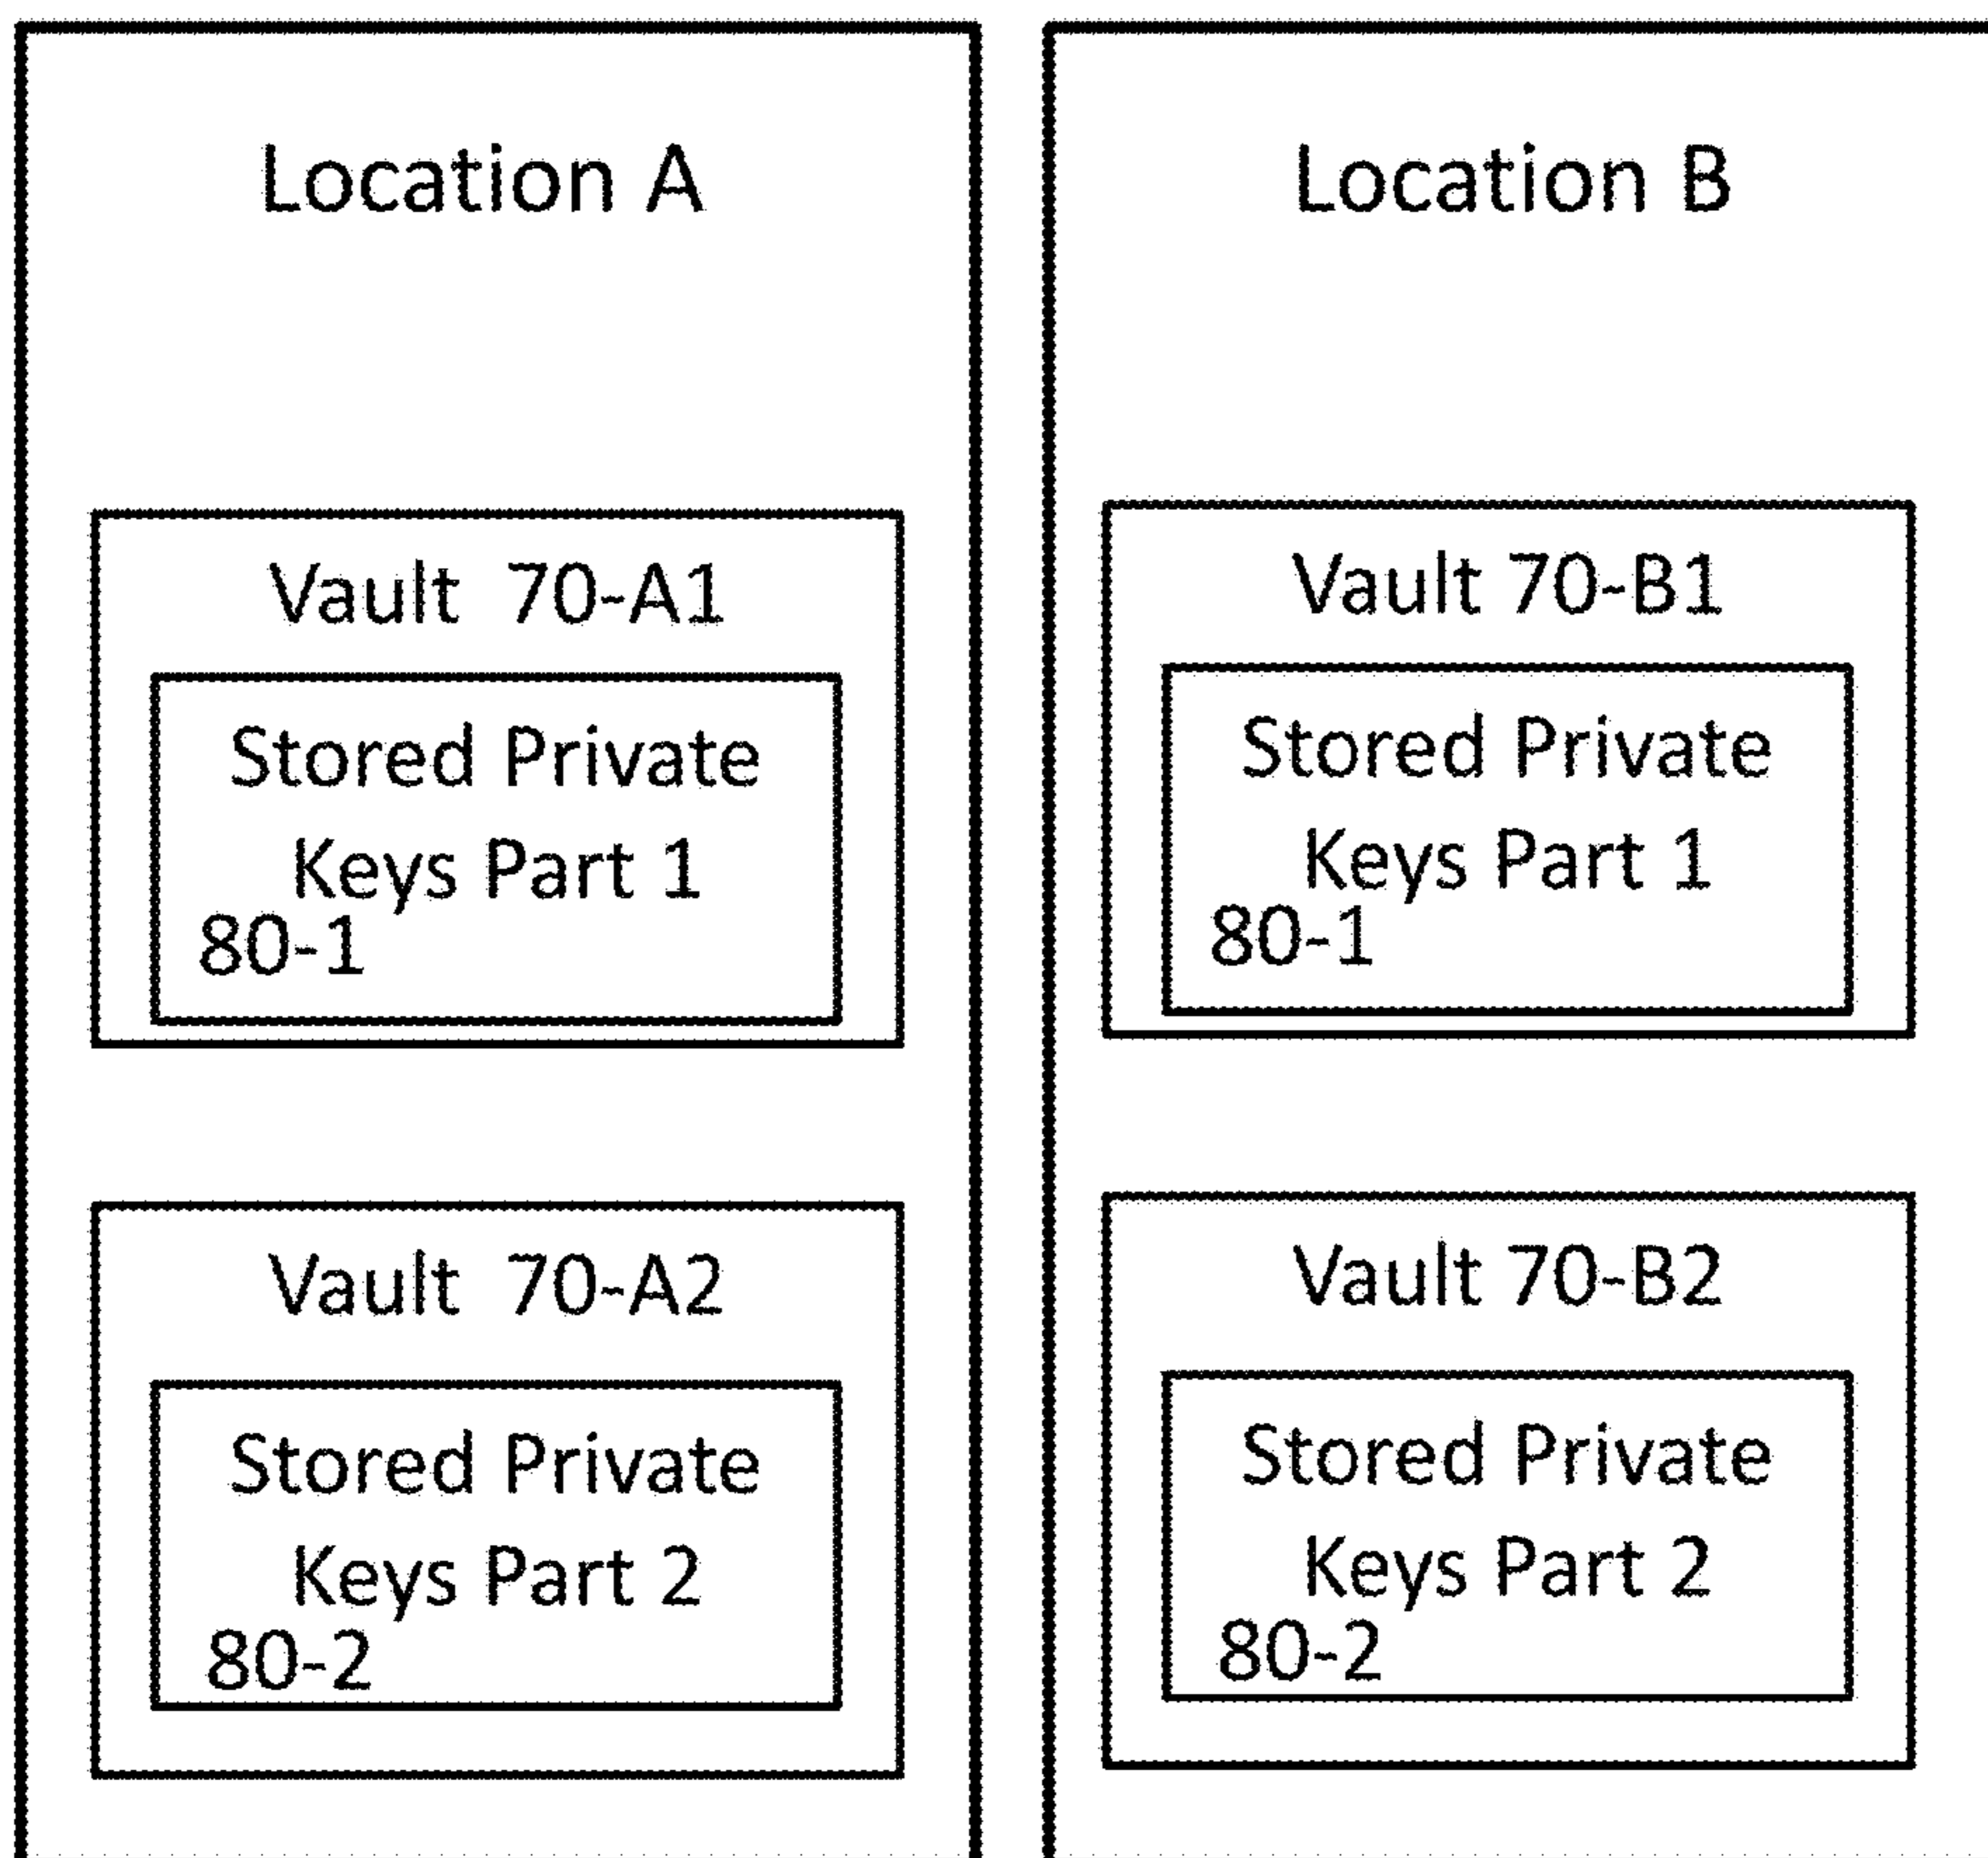 Location A
Vault 70-A1
Stored Private
Keys Part 1
80-1
Vault 70-A2
Stored Private
Keys Part 2
80-2
Location B
Vault 70-B1
Stored Private
Keys Part 1
80-1
Vault 70-B2
Stored Private
Keys Part 2
80-2